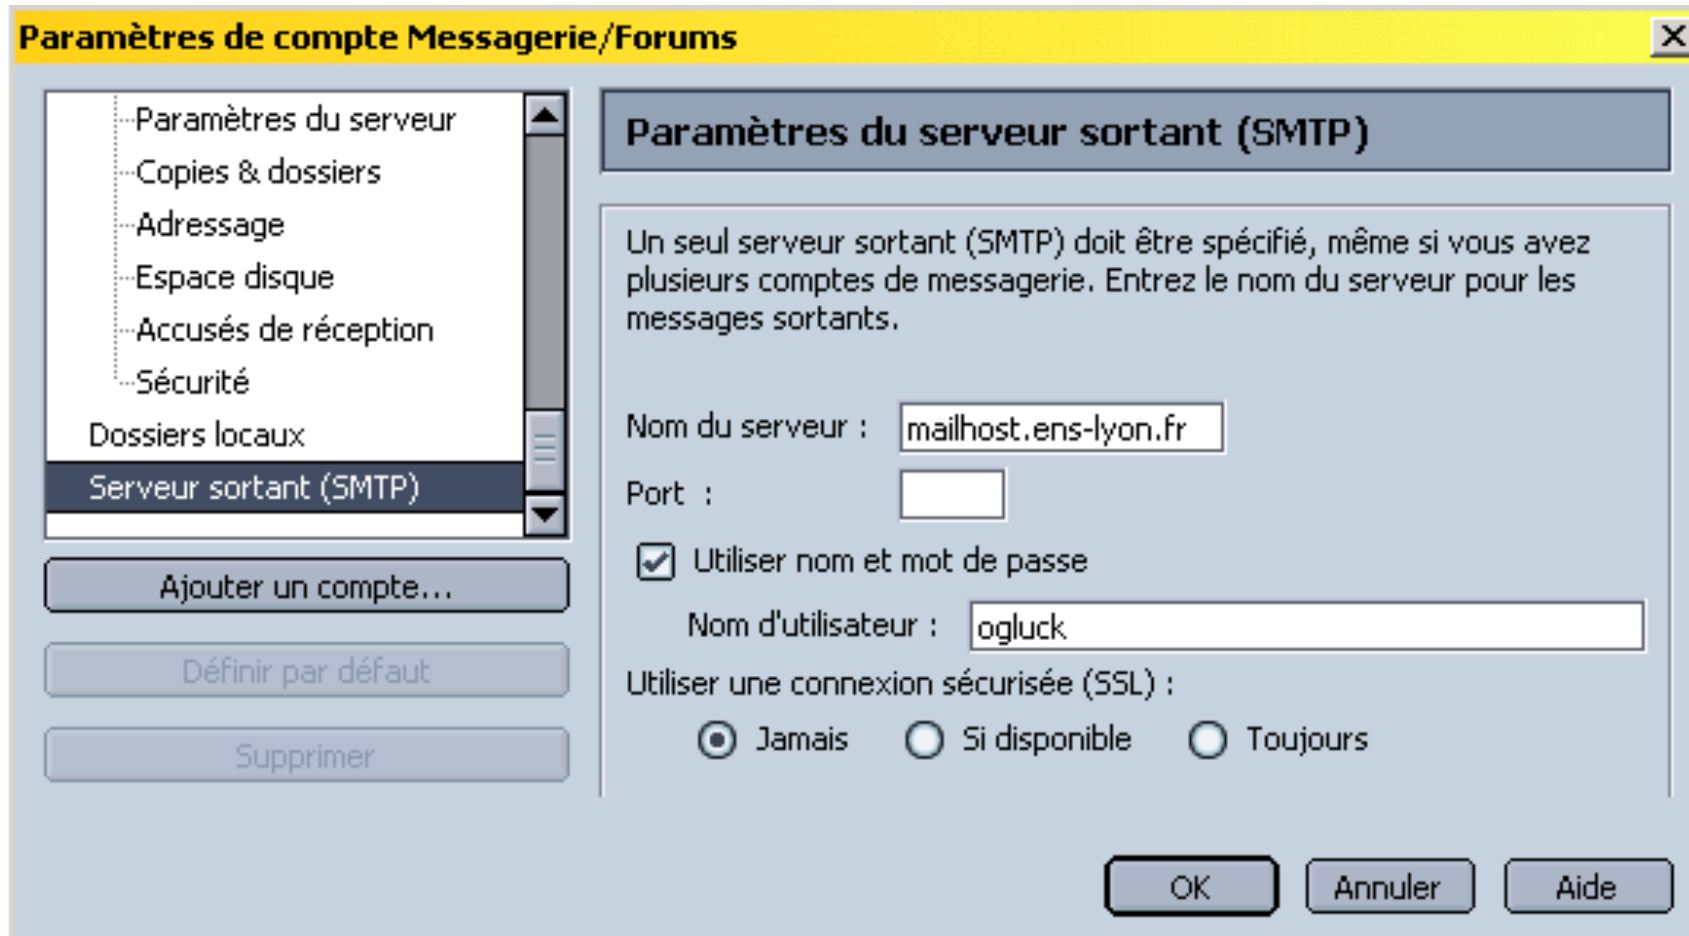 Paramètres de compte Messagerie/Forums
Paramètres du serveur
Copies & dossiers
Adressage
Espace disque
Accusés de réception
Sécurité
Dossiers locaux
Serveur sortant (SMTP)
Ajouter un compte...
Définir par défaut
Supprimer
Paramètres du serveur sortant (SMTP)
Un seul serveur sortant (SMTP) doit être spécifié, même si vous avez
plusieurs comptes de messagerie. Entrez le nom du serveur pour les
messages sortants.
Nom du serveur : mailhost.ens-lyon.fr
Port :
Utiliser nom et mot de passe
Nom d'utilisateur : ogluck
Utiliser une connexion sécurisée (SSL) :
Jamais Si disponible Toujours
OK Annuler Aide